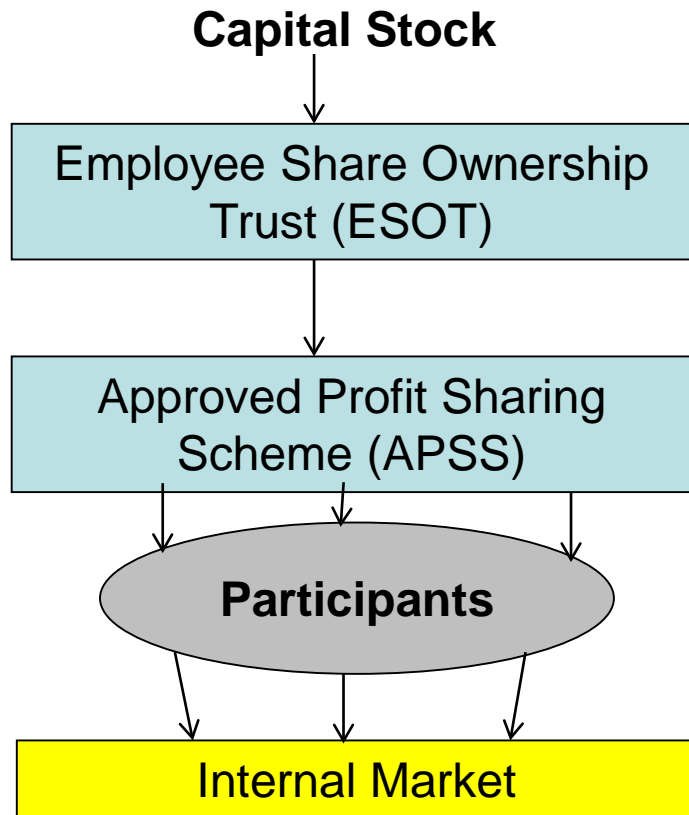 Capital Stock
Employee Share Ownership
Trust (ESOT)
Approved Profit Sharing
Scheme (APSS)
Participants
Internal Market